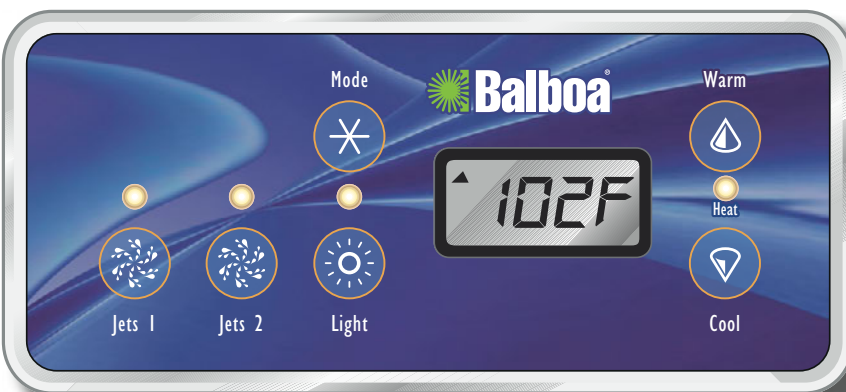 Mode
Balboa®
Warm
102F
Heat
Jets 1
Jets 2
Light
Cool